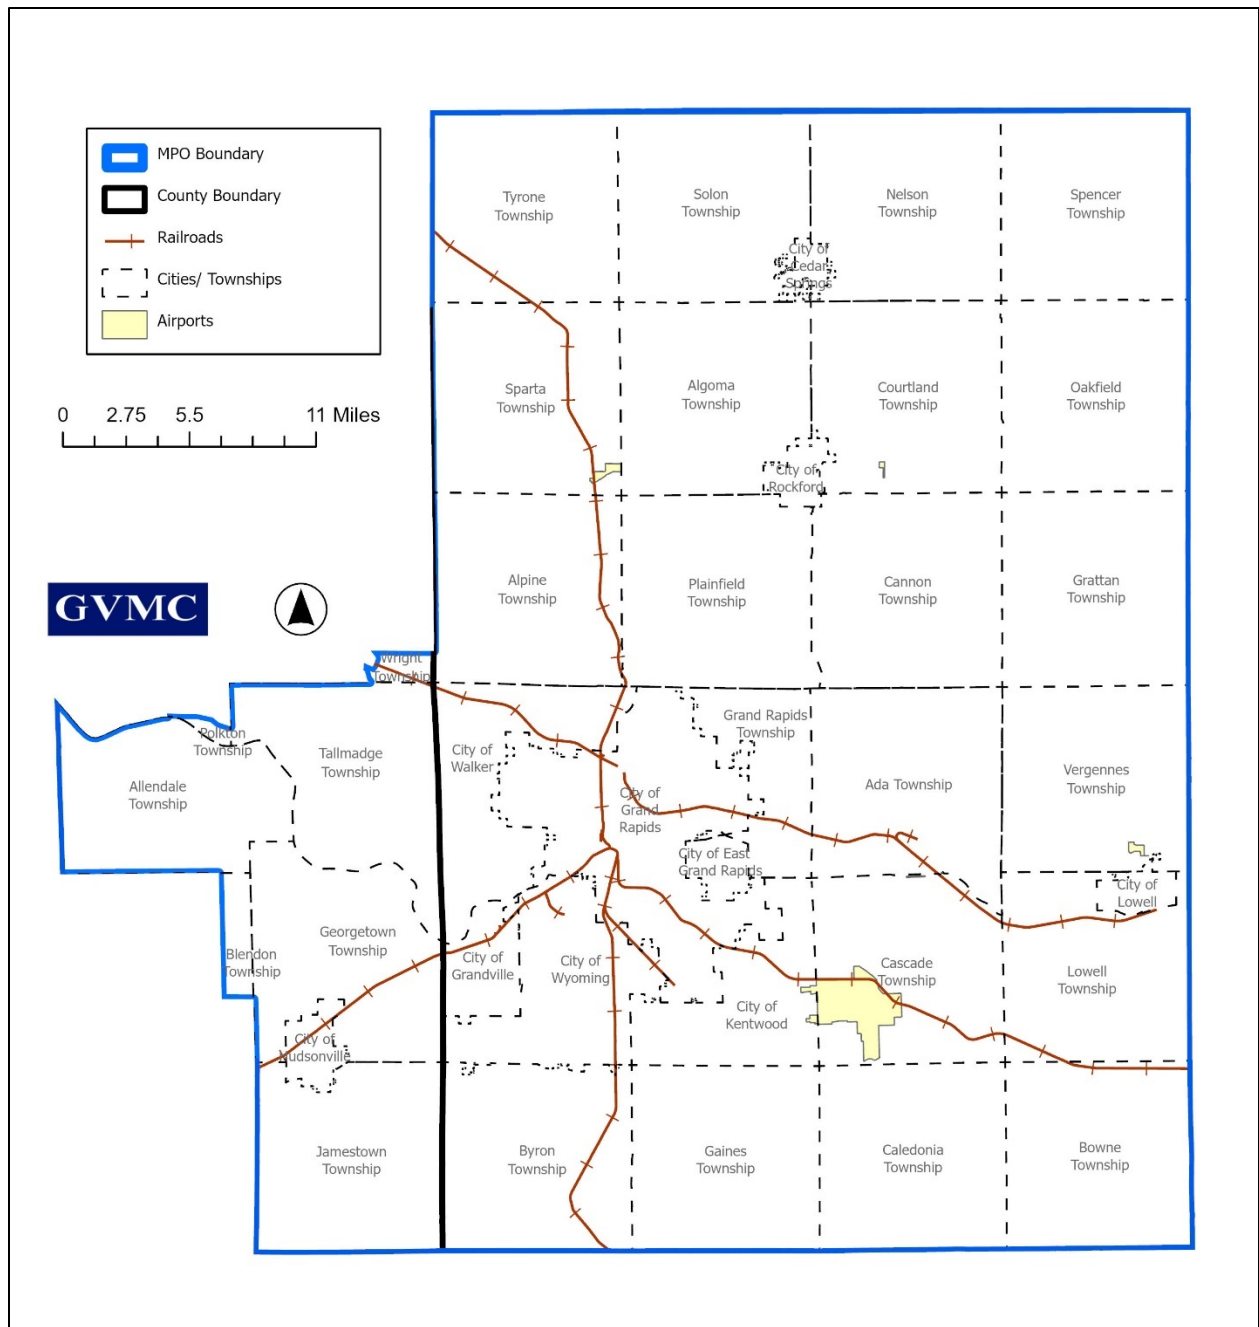 MPO Boundary
County Boundary
Railroads
Cities/ Townships
Airports
0 2.75 5.5 11 Miles
GVMC
Tyrone
Township
Solon
Township
Nelson
Township
Spencer
Township
City of
Cedar
Springs
Sparta
Township
Algoma
Township
Courtland
Township
Oakfield
Township
City of
Rockford
Alpine
Township
Plainfield
Township
Cannon
Township
Grattan
Township
Wright
Township
Grand Rapids
Township
Polkton
Township
Tallmadge
Township
City of
Walker
Allendale
Township
City of
Grand
Rapids
Ada Township
Vergennes
Township
City of East
Grand Rapids
City of
Lowell
Georgetown
Township
Blendon
Township
City of
Grandville
City of
Wyoming
Cascade
Township
Lowell
Township
City of
Kentwood
City of
Hudsonville
Jamestown
Township
Byron
Township
Gaines
Township
Caledonia
Township
Bowne
Township